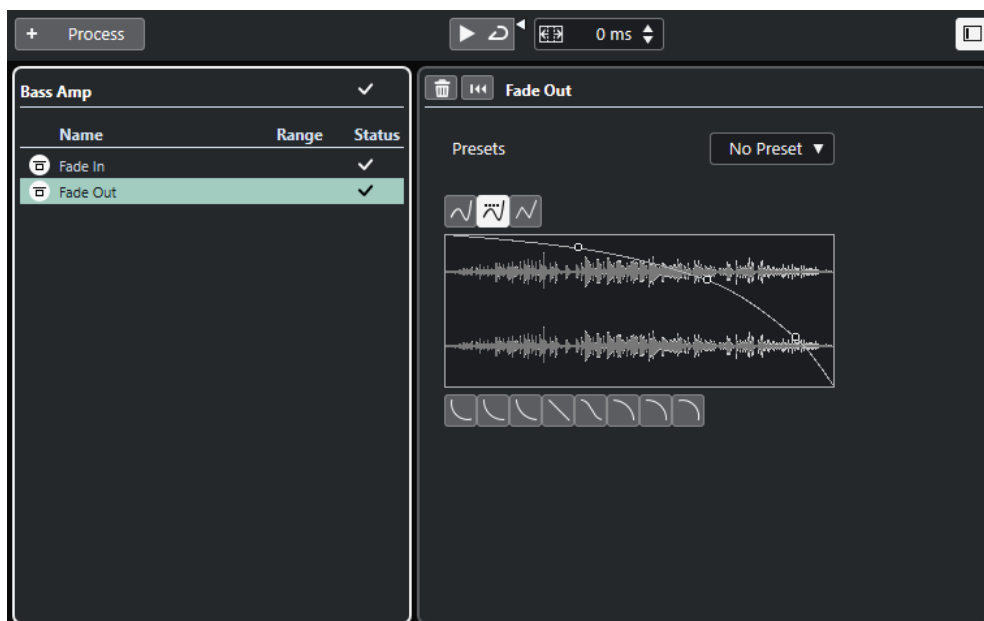 + Process
0 ms
Bass Amp
Name Range Status
Fade In
Fade Out
Fade Out
Presets
No Preset